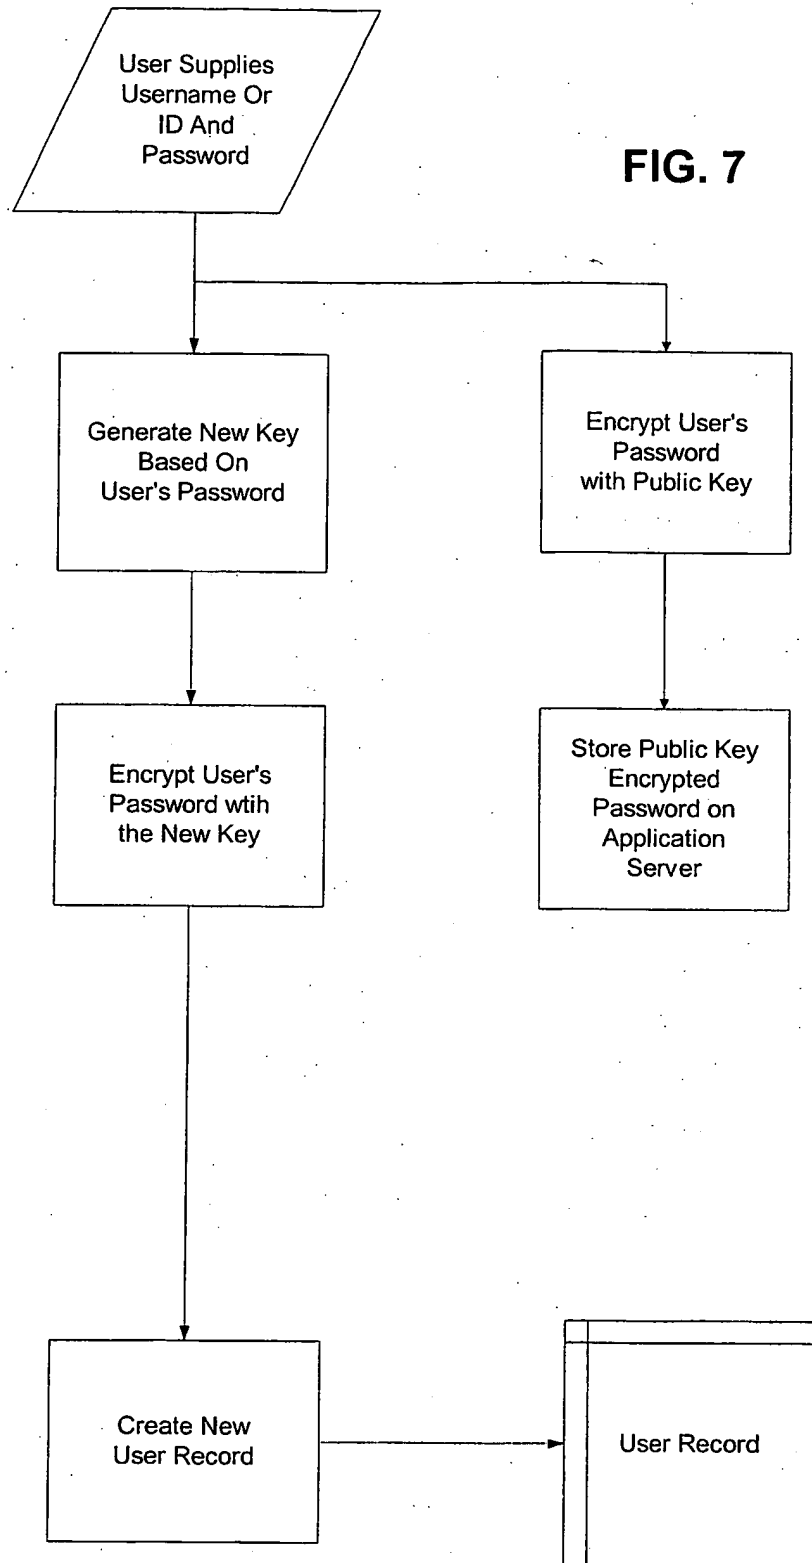 User Supplies
Username Or
ID And
Password
FIG. 7
Generate New Key
Based On
User's Password
Encrypt User's
Password
with Public Key
Encrypt User's
Password wtih
the New Key
Store Public Key
Encrypted
Password on
Application
Server
Create New
User Record
User Record